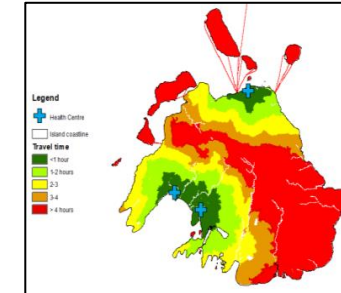 Legend
Health Centre
Island coastline
Travel time
<1 hour
1-2 hours
2-3
3-4
> 4 hours